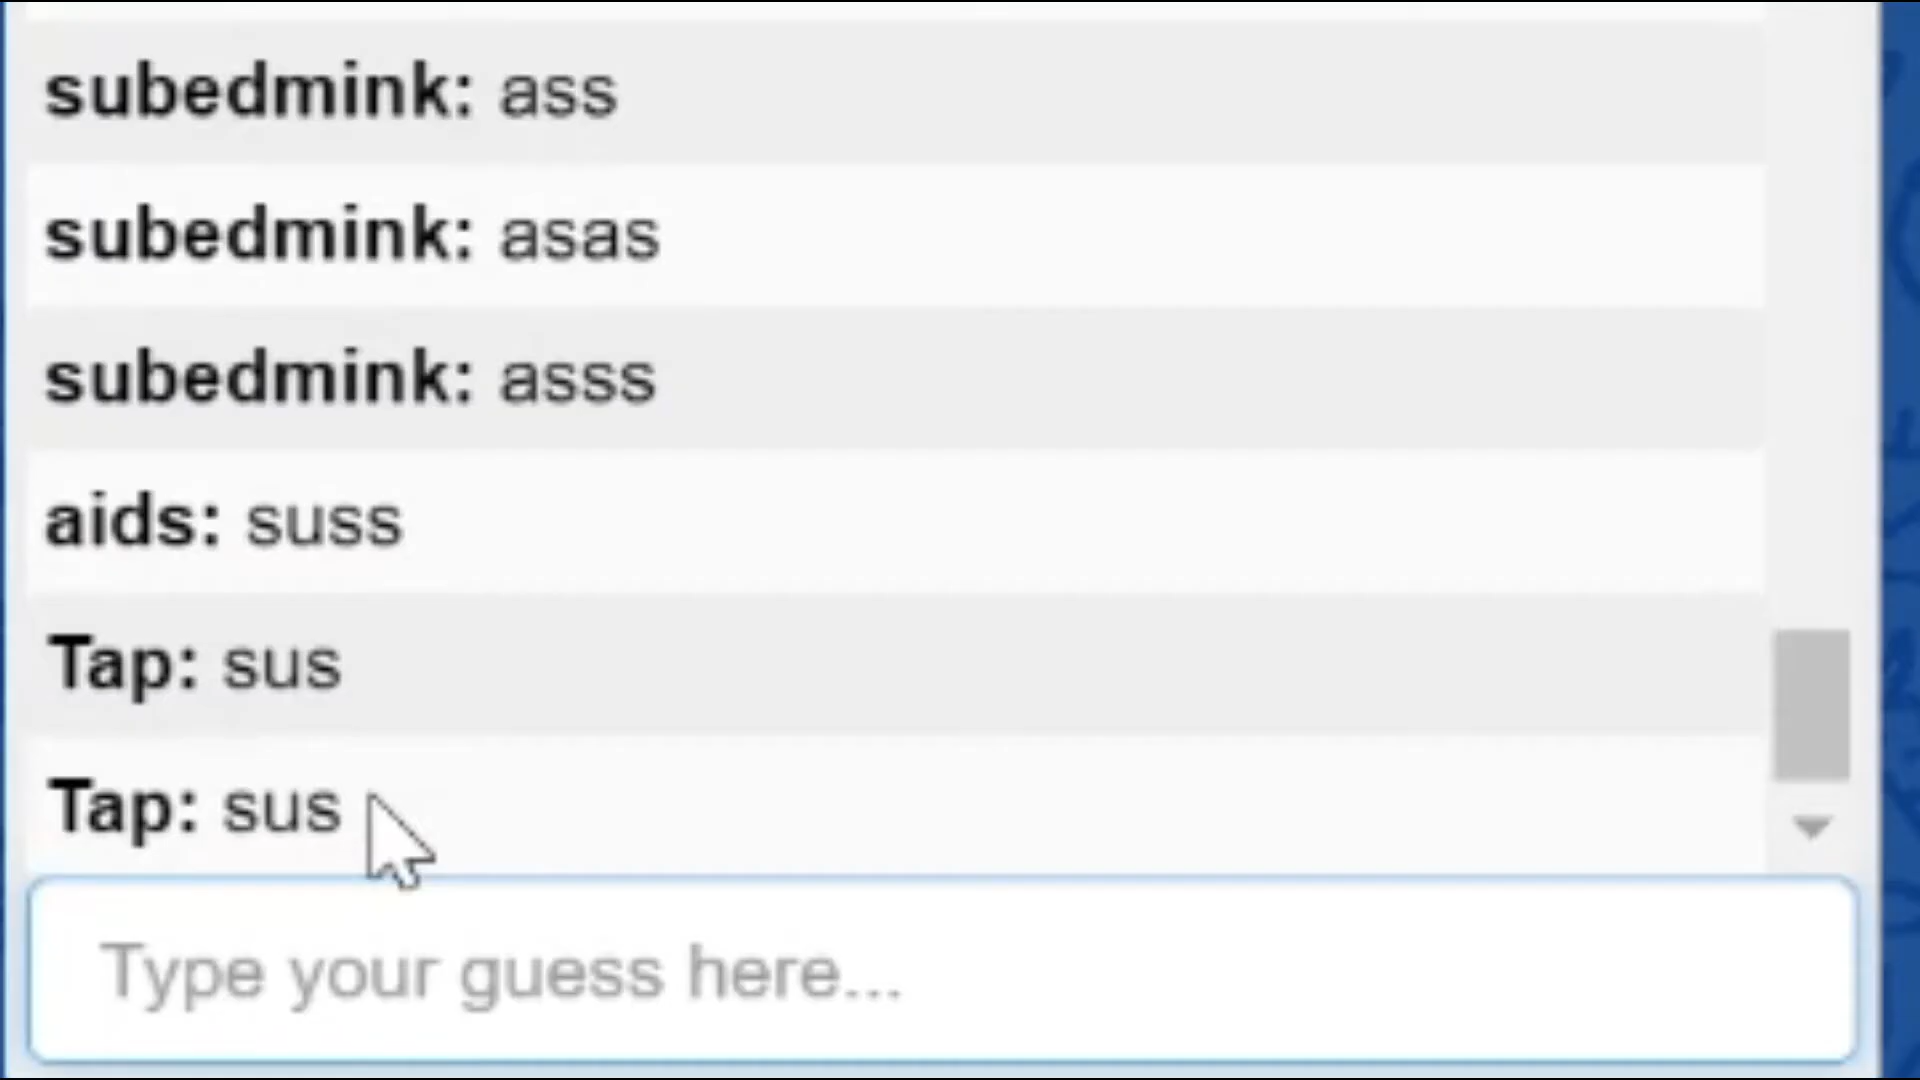 subedmink: ass
subedmink: asas
subedmink: asss
aids: suss
Tap: sus
Tap: sus
Type your guess here...